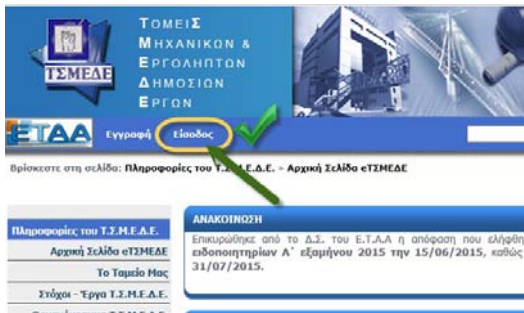 ΤΣΜΕΔΕ
ΤΟΜΕΙΣ
ΜΗΧΑΝΙΚΩΝ &
ΕΡΓΟΛΗΠΤΩΝ
ΔΗΜΟΣΙΩΝ
ΕΡΓΩΝ
ΕΤΑΑ Εγγραφή Είσοδος
Βρίσκεστε στη σελίδα: Πληροφορίες του Τ.Σ.Μ.Ε.Δ.Ε. » Αρχική Σελίδα eΤΣΜΕΔΕ
Πληροφορίες του Τ.Σ.Μ.Ε.Δ.Ε.
Αρχική Σελίδα eΤΣΜΕΔΕ
Το Ταμείο Μας
Στόχοι - Έργα Τ.Σ.Μ.Ε.Δ.Ε.
ΑΝΑΚΟΙΝΩΣΗ
Επικυρώθηκε από το Δ.Σ. του Ε.Τ.Α.Α η απόφαση που ελήφθη
ειδοποιητηρίων Α΄ εξαμήνου 2015 την 15/06/2015, καθώς
31/07/2015.